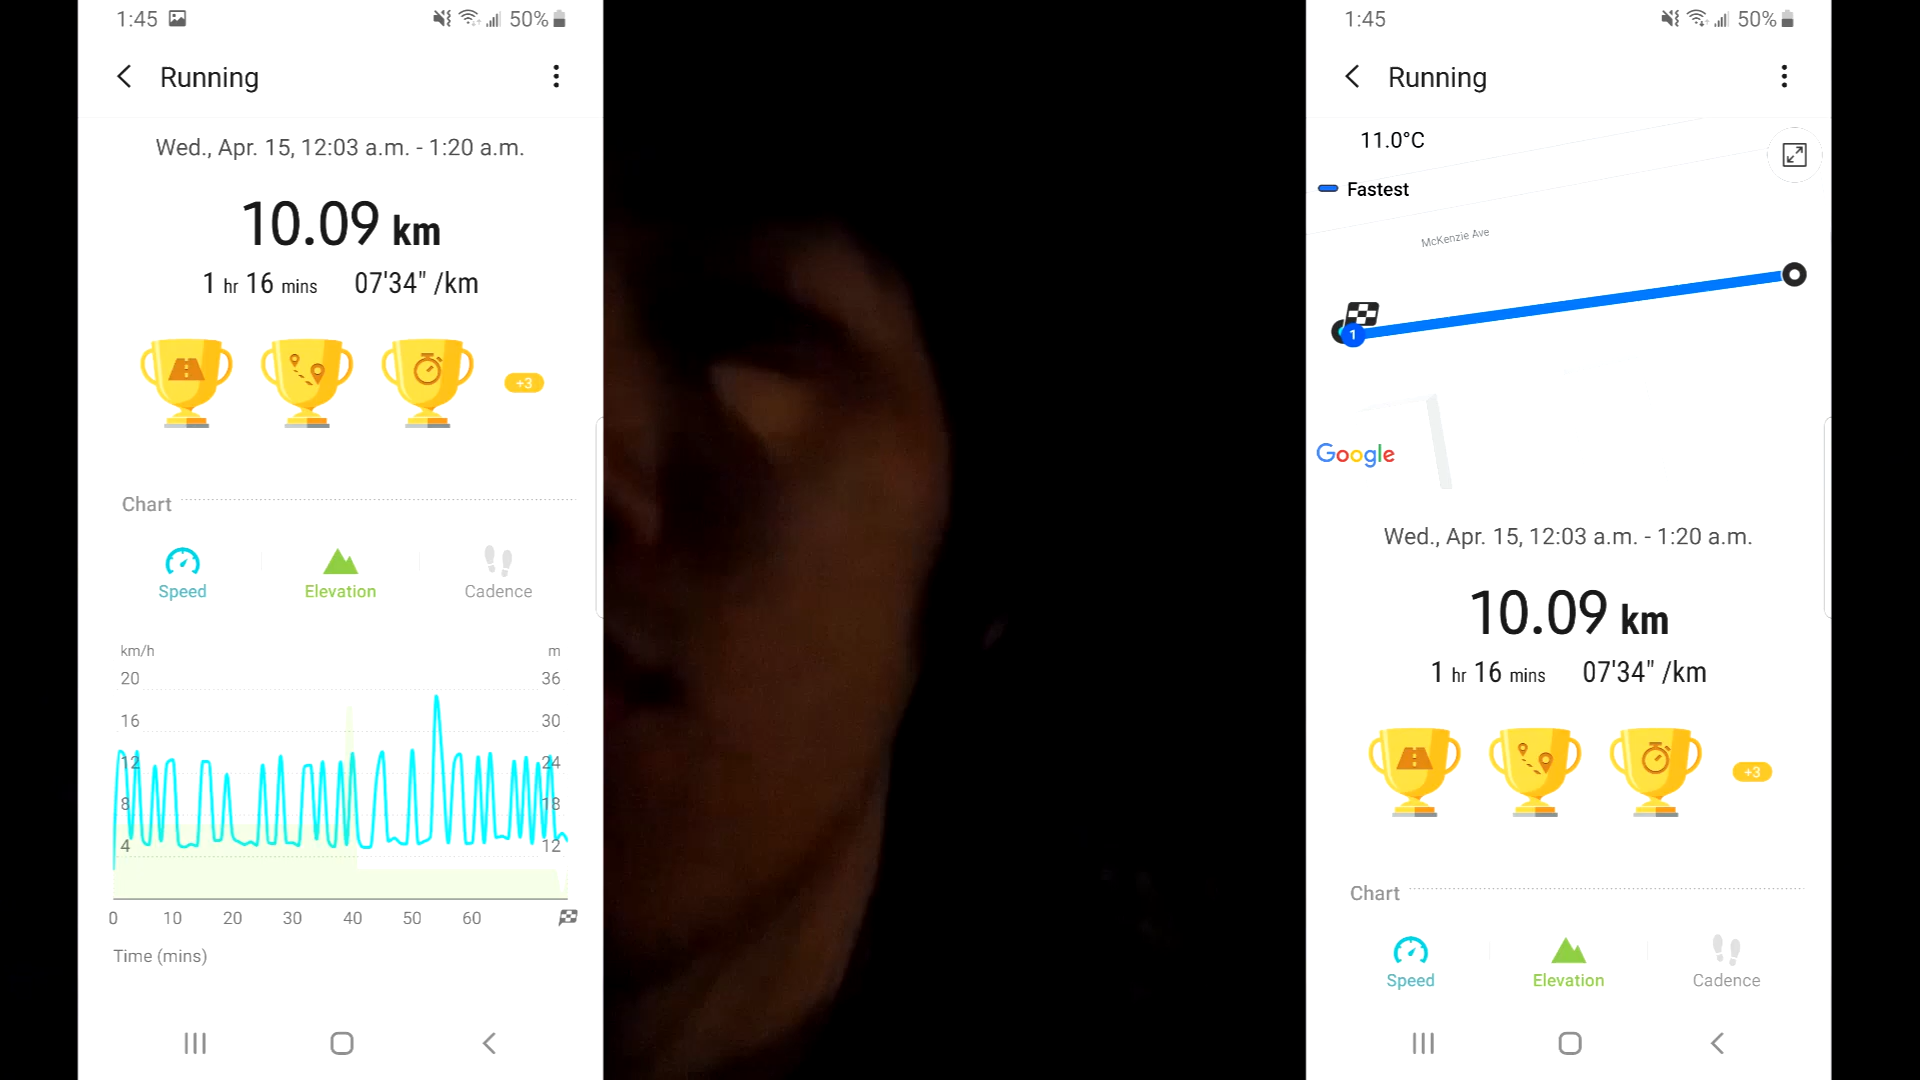 1:45
50%
Running
Wed., Apr. 15, 12:03 a.m. - 1:20 a.m.
10.09 km
1 hr 16 mins 07'34" /km
+3
Chart
Speed Elevation Cadence
km/h m
20 36
16 30
12 24
8 18
4 12
0 10 20 30 40 50 60
Time (mins)
1:45
50%
Running
11.0°C
Fastest
McKenzie Ave
1
Google
Wed., Apr. 15, 12:03 a.m. - 1:20 a.m.
10.09 km
1 hr 16 mins 07'34" /km
+3
Chart
Speed Elevation Cadence